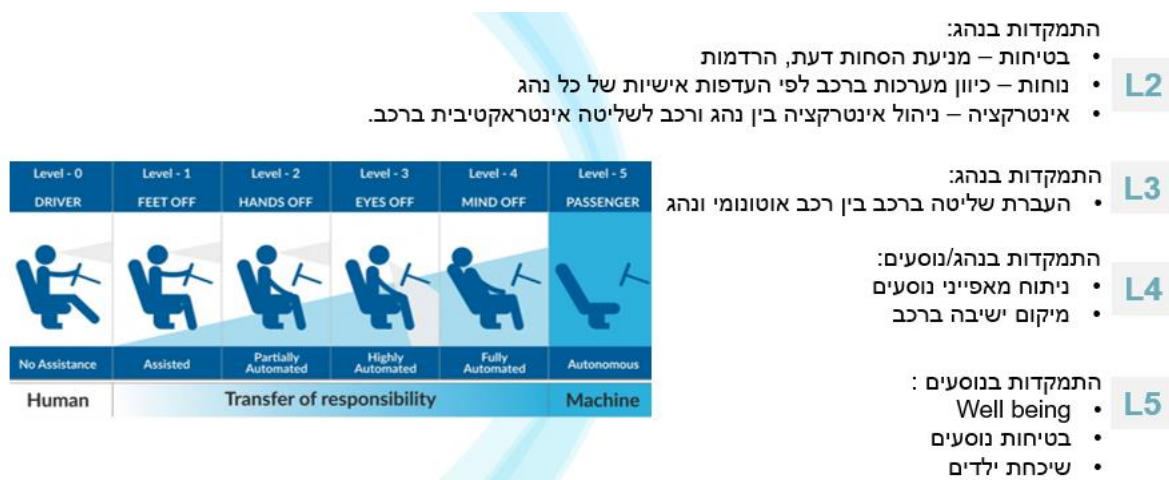 L2
התמקדות בנהג:
• בטיחות – מניעת הסחות דעת, הרדמות
• נוחות – כיוון מערכות ברכב לפי העדפות אישיות של כל נהג
• אינטרקציה – ניהול אינטרקציה בין נהג ורכב לשליטה אינטראקטיבית ברכב.
L3
התמקדות בנהג:
• העברת שליטה ברכב בין רכב אוטונומי ונהג
L4
התמקדות בנהג/נוסעים:
• ניתוח מאפייני נוסעים
• מיקום ישיבה ברכב
L5
התמקדות בנוסעים :
• Well being
• בטיחות נוסעים
• שיכחת ילדים
Level - 0 Level - 1 Level - 2 Level - 3 Level - 4 Level - 5
DRIVER FEET OFF HANDS OFF EYES OFF MIND OFF PASSENGER
No Assistance Assisted Partially Automated Highly Automated Fully Automated Autonomous
Human Transfer of responsibility Machine